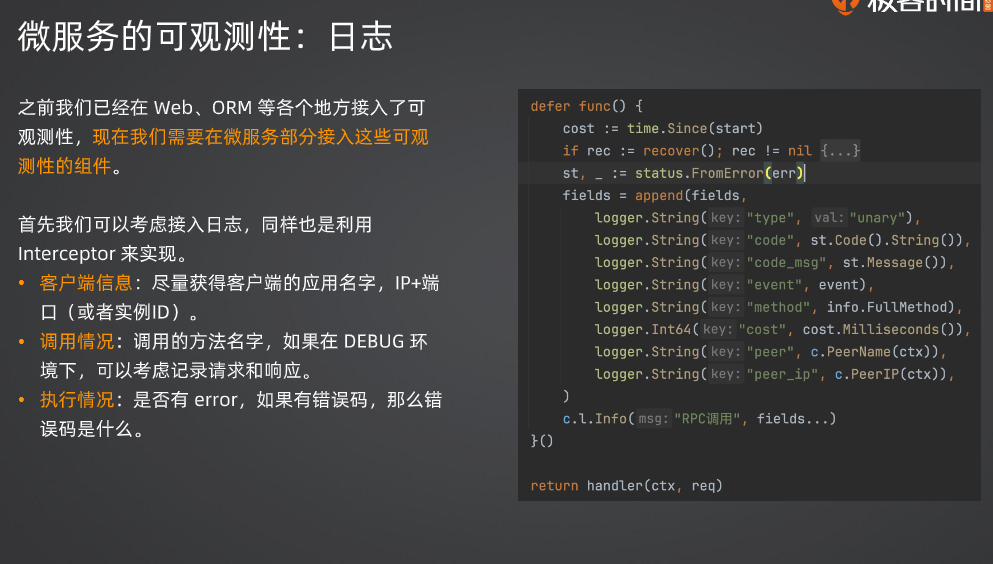 极客时间
微服务的可观测性：日志
之前我们已经在 Web、ORM 等各个地方接入了可
观测性，现在我们需要在微服务部分接入这些可观
测性的组件。
首先我们可以考虑接入日志，同样也是利用
Interceptor 来实现。
• 客户端信息：尽量获得客户端的应用名字，IP+端
口（或者实例ID）。
• 调用情况：调用的方法名字，如果在 DEBUG 环
境下，可以考虑记录请求和响应。
• 执行情况：是否有 error，如果有错误码，那么错
误码是什么。
defer func() {
cost := time.Since(start)
if rec := recover(); rec != nil {...}
st, _ := status.FromError(err)
fields = append(fields,
logger.String( key: "type", val: "unary"),
logger.String( key: "code", st.Code().String()),
logger.String( key: "code_msg", st.Message()),
logger.String( key: "event", event),
logger.String( key: "method", info.FullMethod),
logger.Int64( key: "cost", cost.Milliseconds()),
logger.String( key: "peer", c.PeerName(ctx)),
logger.String( key: "peer_ip", c.PeerIP(ctx)),
)
c.l.Info( msg: "RPC调用", fields...)
}()
return handler(ctx, req)